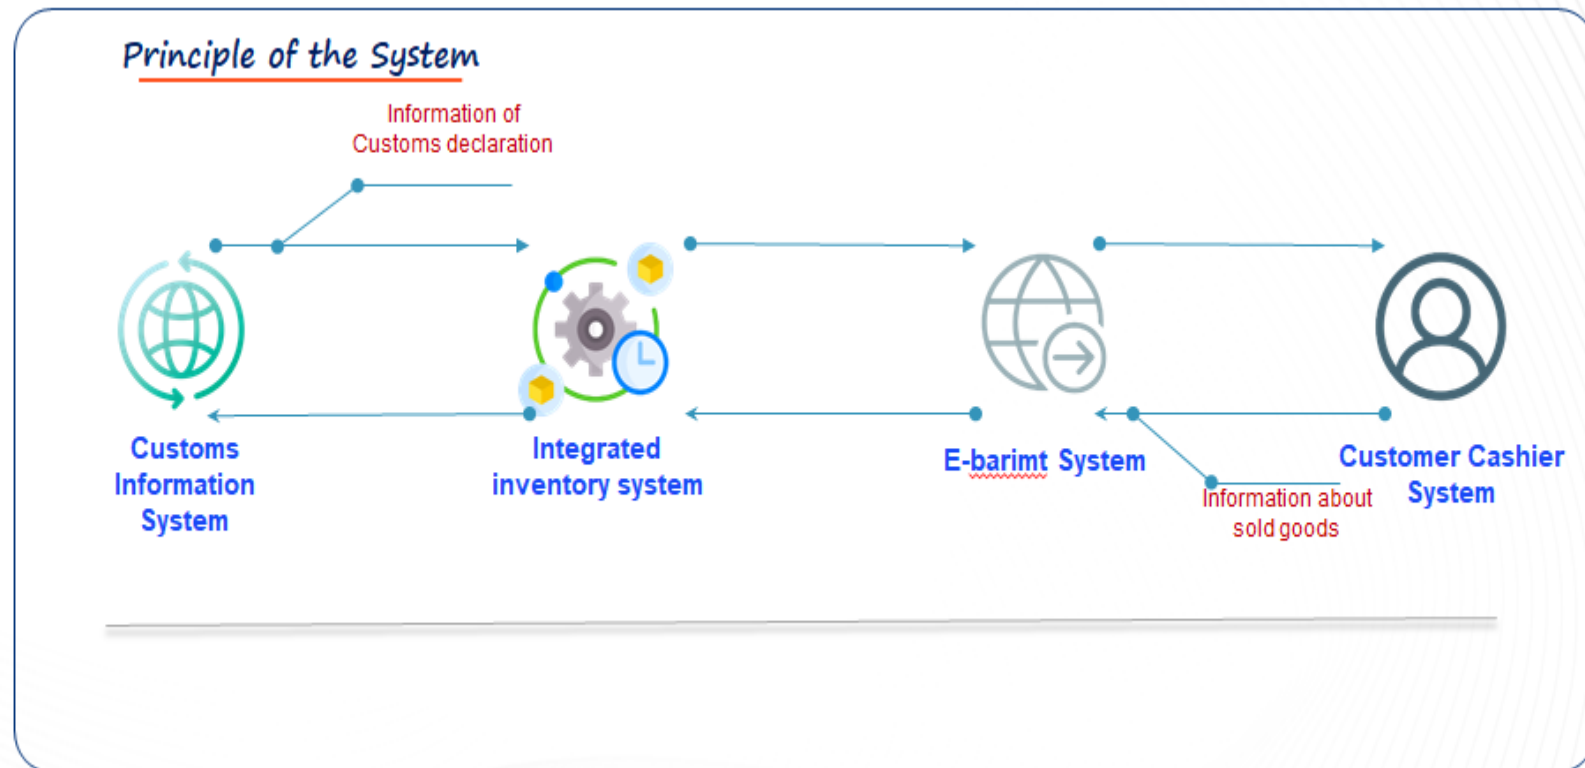 Principle of the System
Information of
Customs declaration
Customs
Information
System
Integrated
inventory system
E-barimt System
Customer Cashier
System
Information about
sold goods